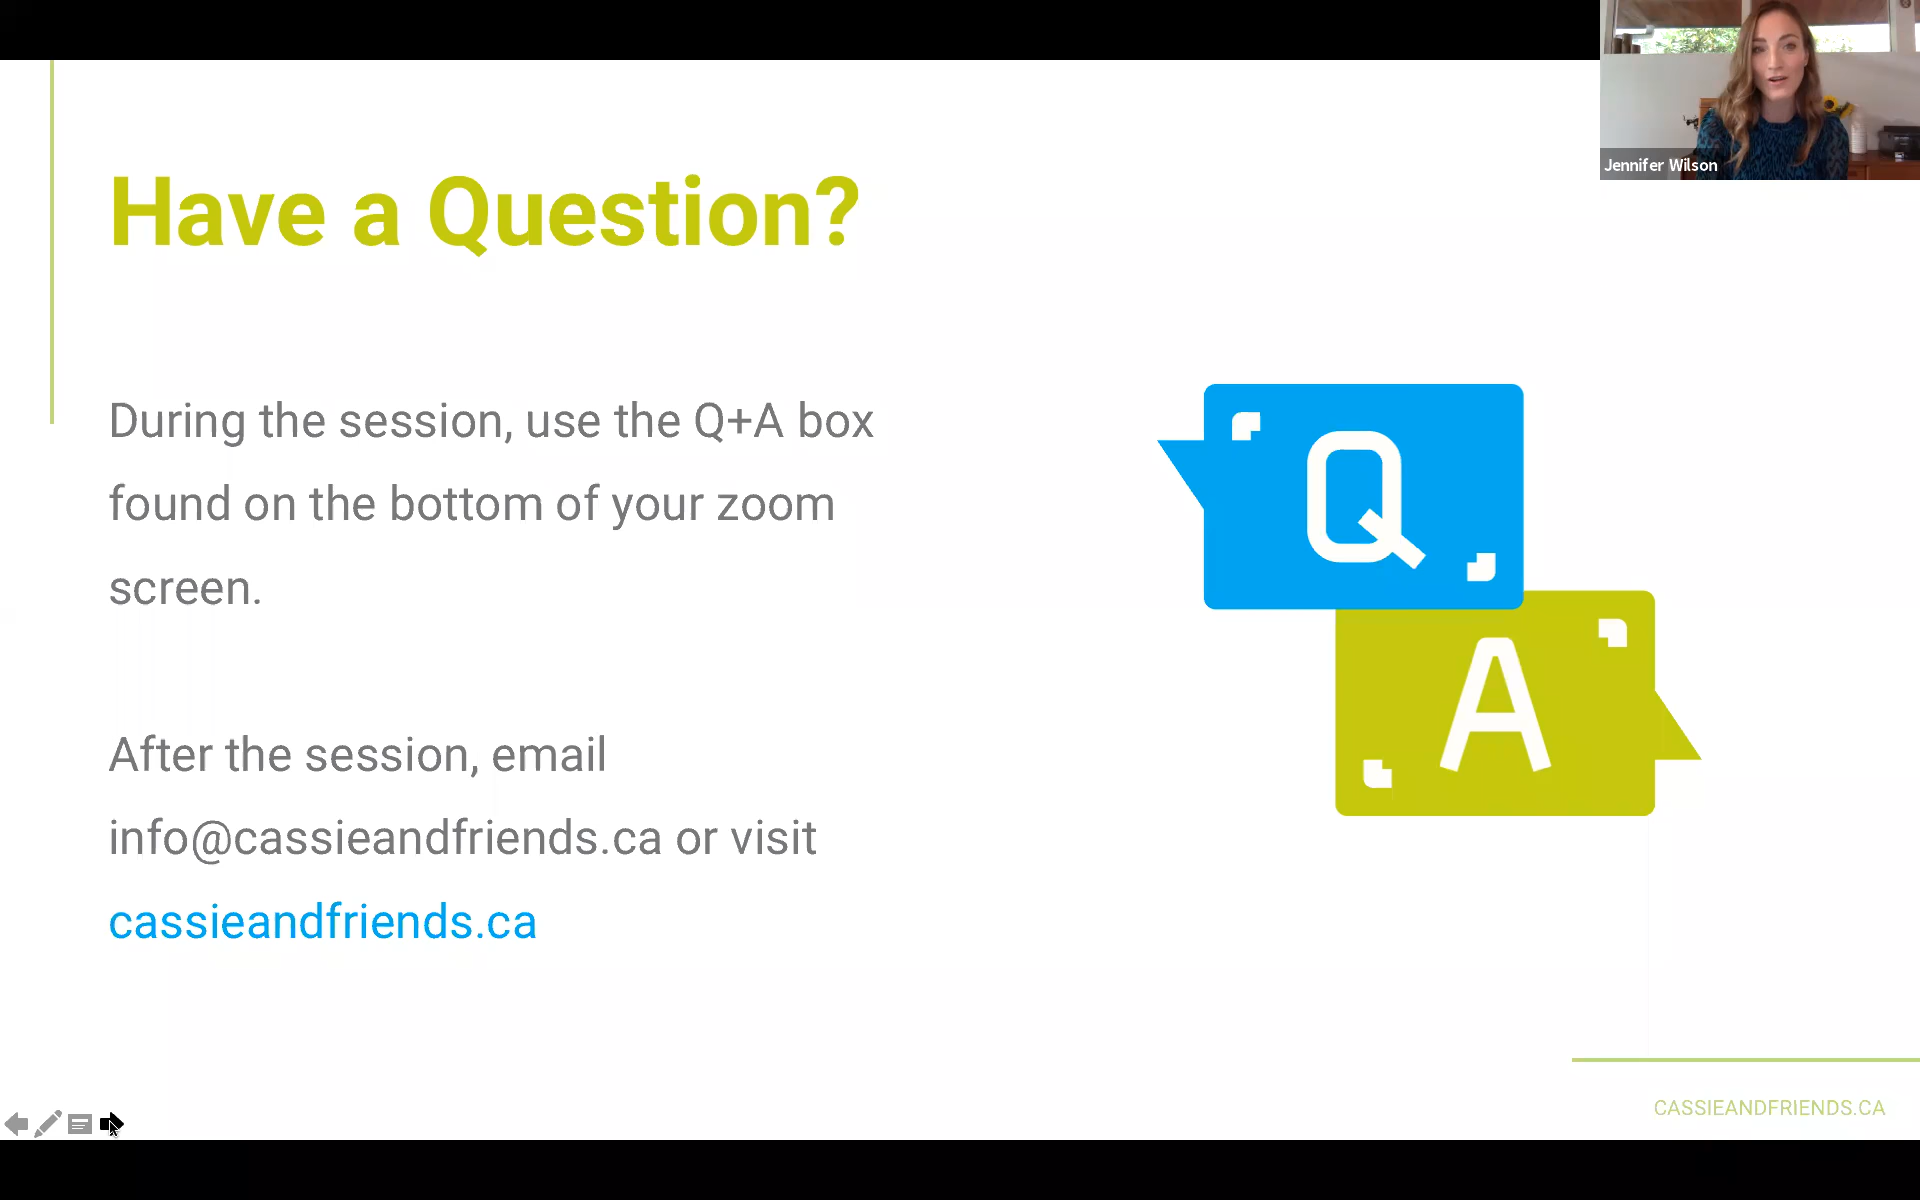 Jennifer Wilson
Have a Question?
During the session, use the Q+A box
found on the bottom of your zoom
screen.
After the session, email
info@cassieandfriends.ca or visit
cassieandfriends.ca
Q
A
CASSIEANDFRIENDS.CA